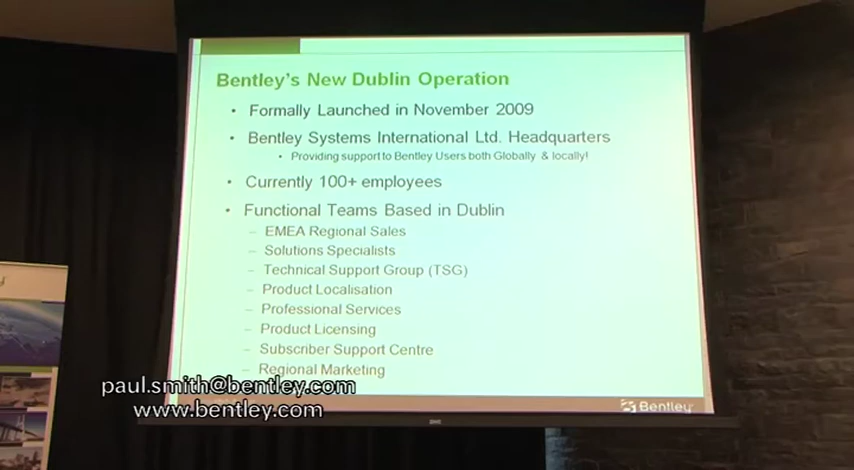 Bentley's New Dublin Operation
• Formally Launched in November 2009
• Bentley Systems International Ltd. Headquarters
• Providing support to Bentley Users both Globally & locally!
• Currently 100+ employees
• Functional Teams Based in Dublin
– EMEA Regional Sales
– Solutions Specialists
– Technical Support Group (TSG)
– Product Localisation
– Professional Services
– Product Licensing
– Subscriber Support Centre
– Regional Marketing
paul.smith@bentley.com
www.bentley.com
Bentley